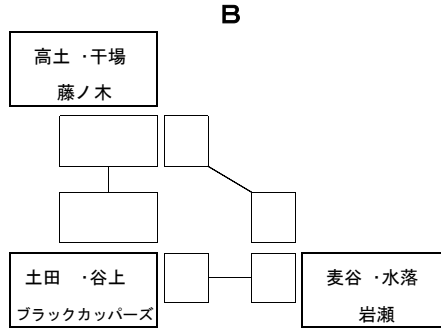 B
高土 ・干場
藤ノ木
土田 ・谷上
ブラックカッパーズ
麦谷 ・水落
岩瀬